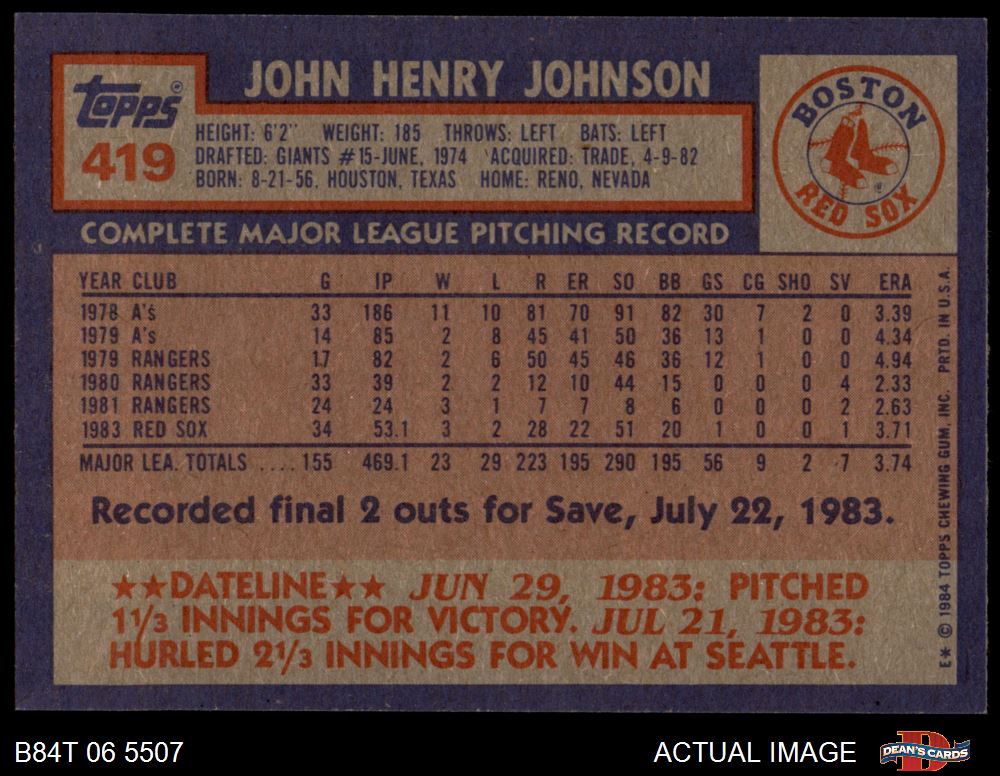 Topps®
419
JOHN HENRY JOHNSON
HEIGHT: 6'2" WEIGHT: 185 THROWS: LEFT BATS: LEFT
DRAFTED: GIANTS #15-JUNE, 1974 ACQUIRED: TRADE, 4-9-82
BORN: 8-21-56, HOUSTON, TEXAS HOME: RENO, NEVADA
BOSTON
RED SOX
®
COMPLETE MAJOR LEAGUE PITCHING RECORD
YEAR CLUB G IP W L R ER SO BB GS CG SHO SV ERA
1978 A's 33 186 11 10 81 70 91 82 30 7 2 0 3.39
1979 A's 14 85 2 8 45 41 50 36 13 1 0 0 4.34
1979 RANGERS 17 82 2 6 50 45 46 36 12 1 0 0 4.94
1980 RANGERS 33 39 2 2 12 10 44 15 0 0 0 4 2.33
1981 RANGERS 24 24 3 1 7 7 8 6 0 0 0 2 2.63
1983 RED SOX 34 53.1 3 2 28 22 51 20 1 0 0 1 3.71
MAJOR LEA. TOTALS .... 155 469.1 23 29 223 195 290 195 56 9 2 7 3.74
Recorded final 2 outs for Save, July 22, 1983.
★★DATELINE★★ JUN 29, 1983: PITCHED
1 1/3 INNINGS FOR VICTORY. JUL 21, 1983:
HURLED 2 1/3 INNINGS FOR WIN AT SEATTLE.
E* © 1984 TOPPS CHEWING GUM, INC. PRTD. IN U.S.A.
B84T 06 5507
ACTUAL IMAGE
D
DEAN'S CARDS